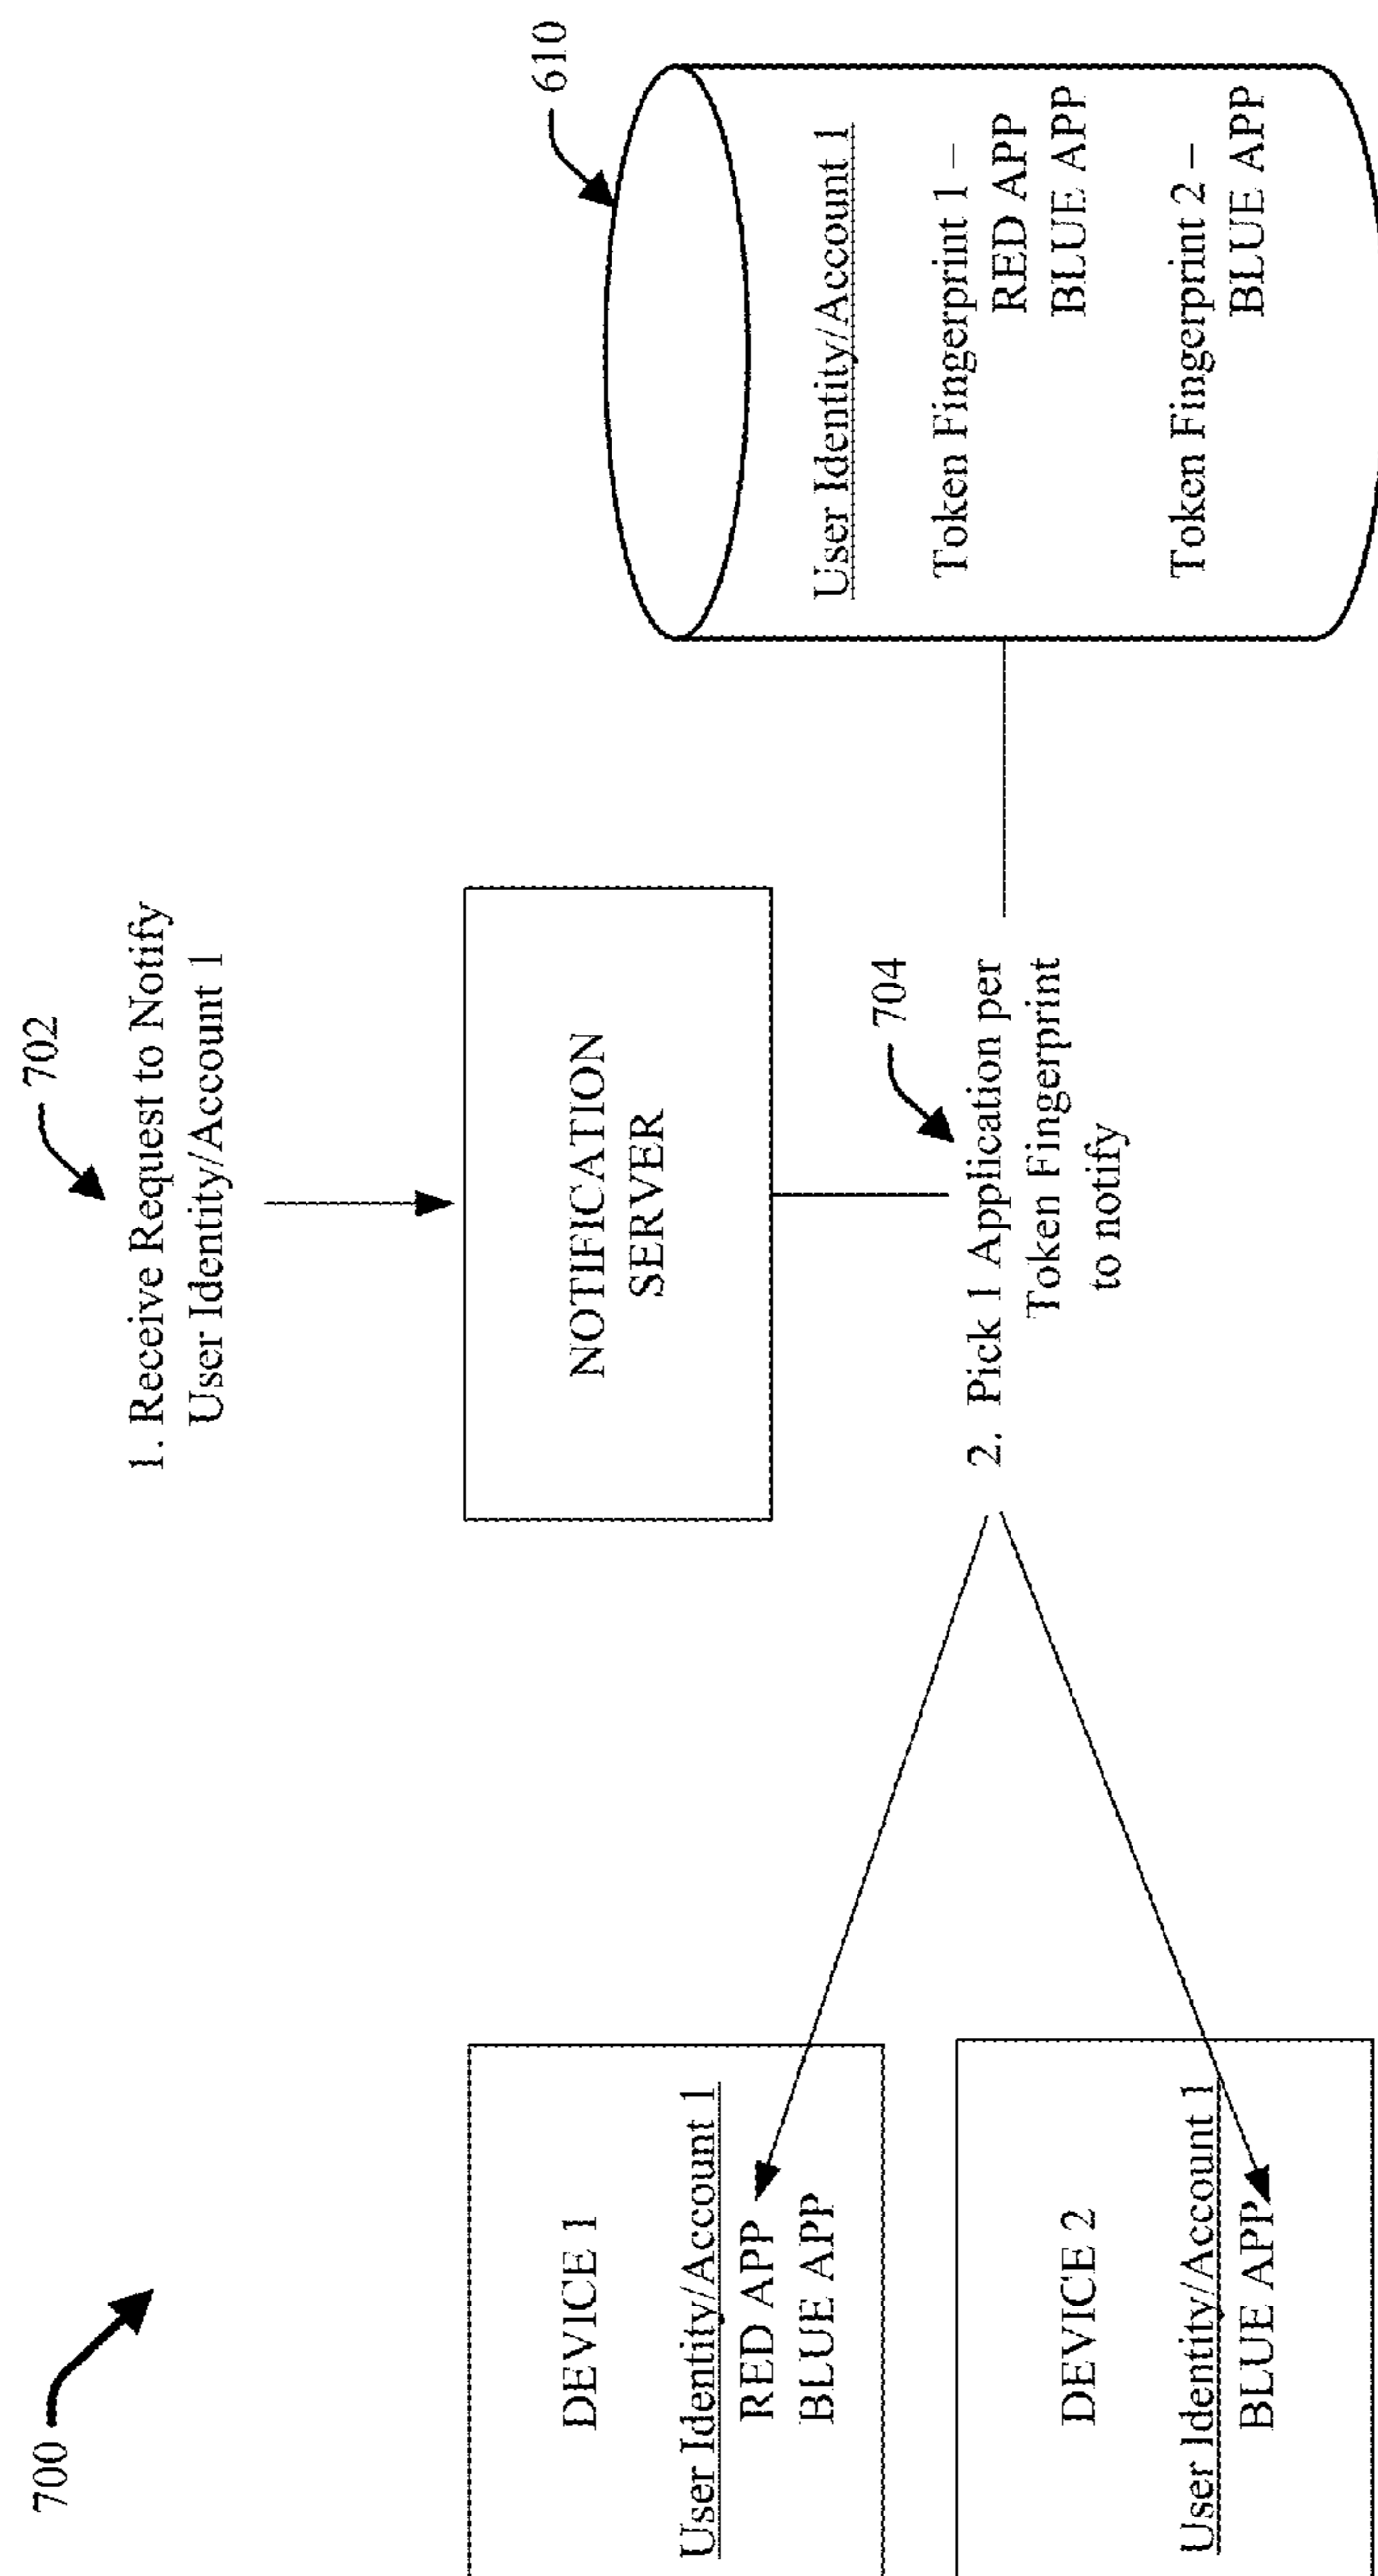 700
702
1. Receive Request to Notify
User Identity/Account 1
610
NOTIFICATION
SERVER
704
2. Pick 1 Application per
Token Fingerprint
to notify
DEVICE 1
User Identity/Account 1
RED APP
BLUE APP
DEVICE 2
User Identity/Account 1
BLUE APP
User Identity/Account 1
Token Fingerprint 1 –
RED APP
BLUE APP
Token Fingerprint 2 –
BLUE APP